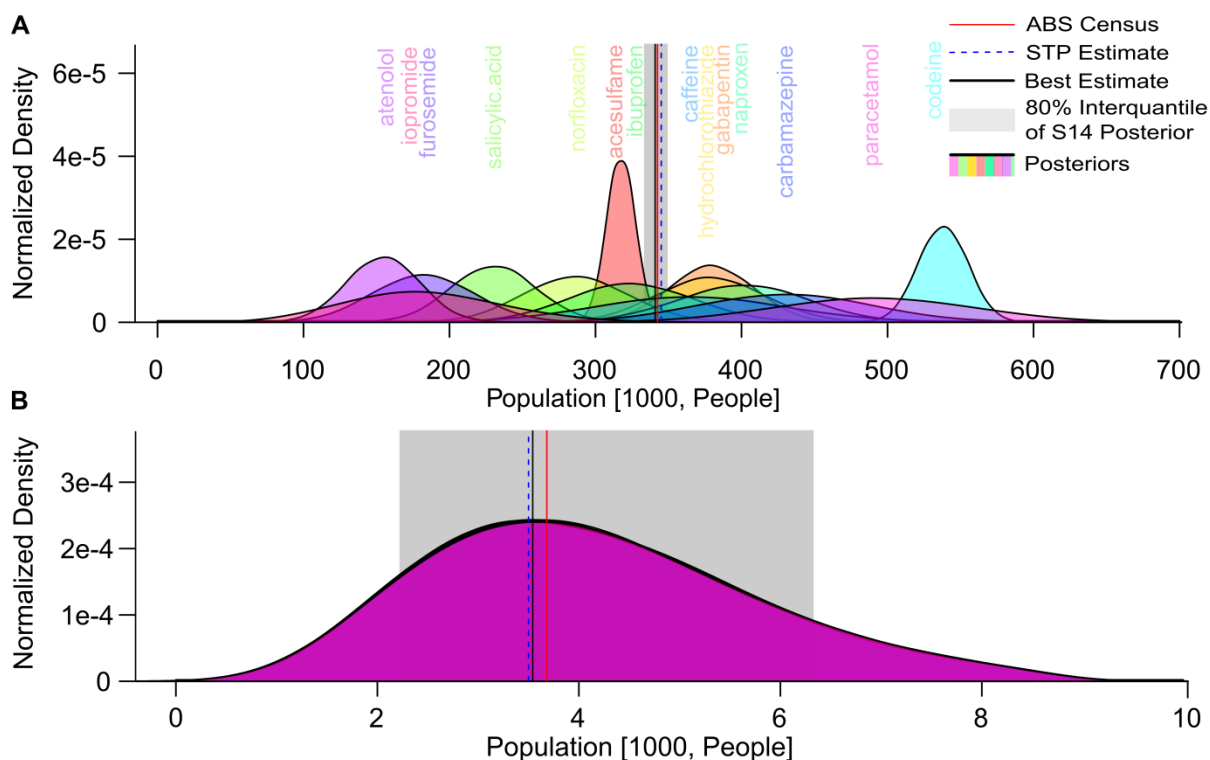 A
Normalized Density
6e-5
4e-5
2e-5
0
atenolol
iopromide
furosemide
salicylic.acid
norfloxacin
acesulfame
ibuprofen
caffeine
hydrochlorothiazide
gabapentin
naproxen
carbamazepine
paracetamol
codeine
ABS Census
STP Estimate
Best Estimate
80% Interquantile
of S14 Posterior
Posteriors
0 100 200 300 400 500 600 700
Population [1000, People]
B
Normalized Density
3e-4
2e-4
1e-4
0
0 2 4 6 8 10
Population [1000, People]